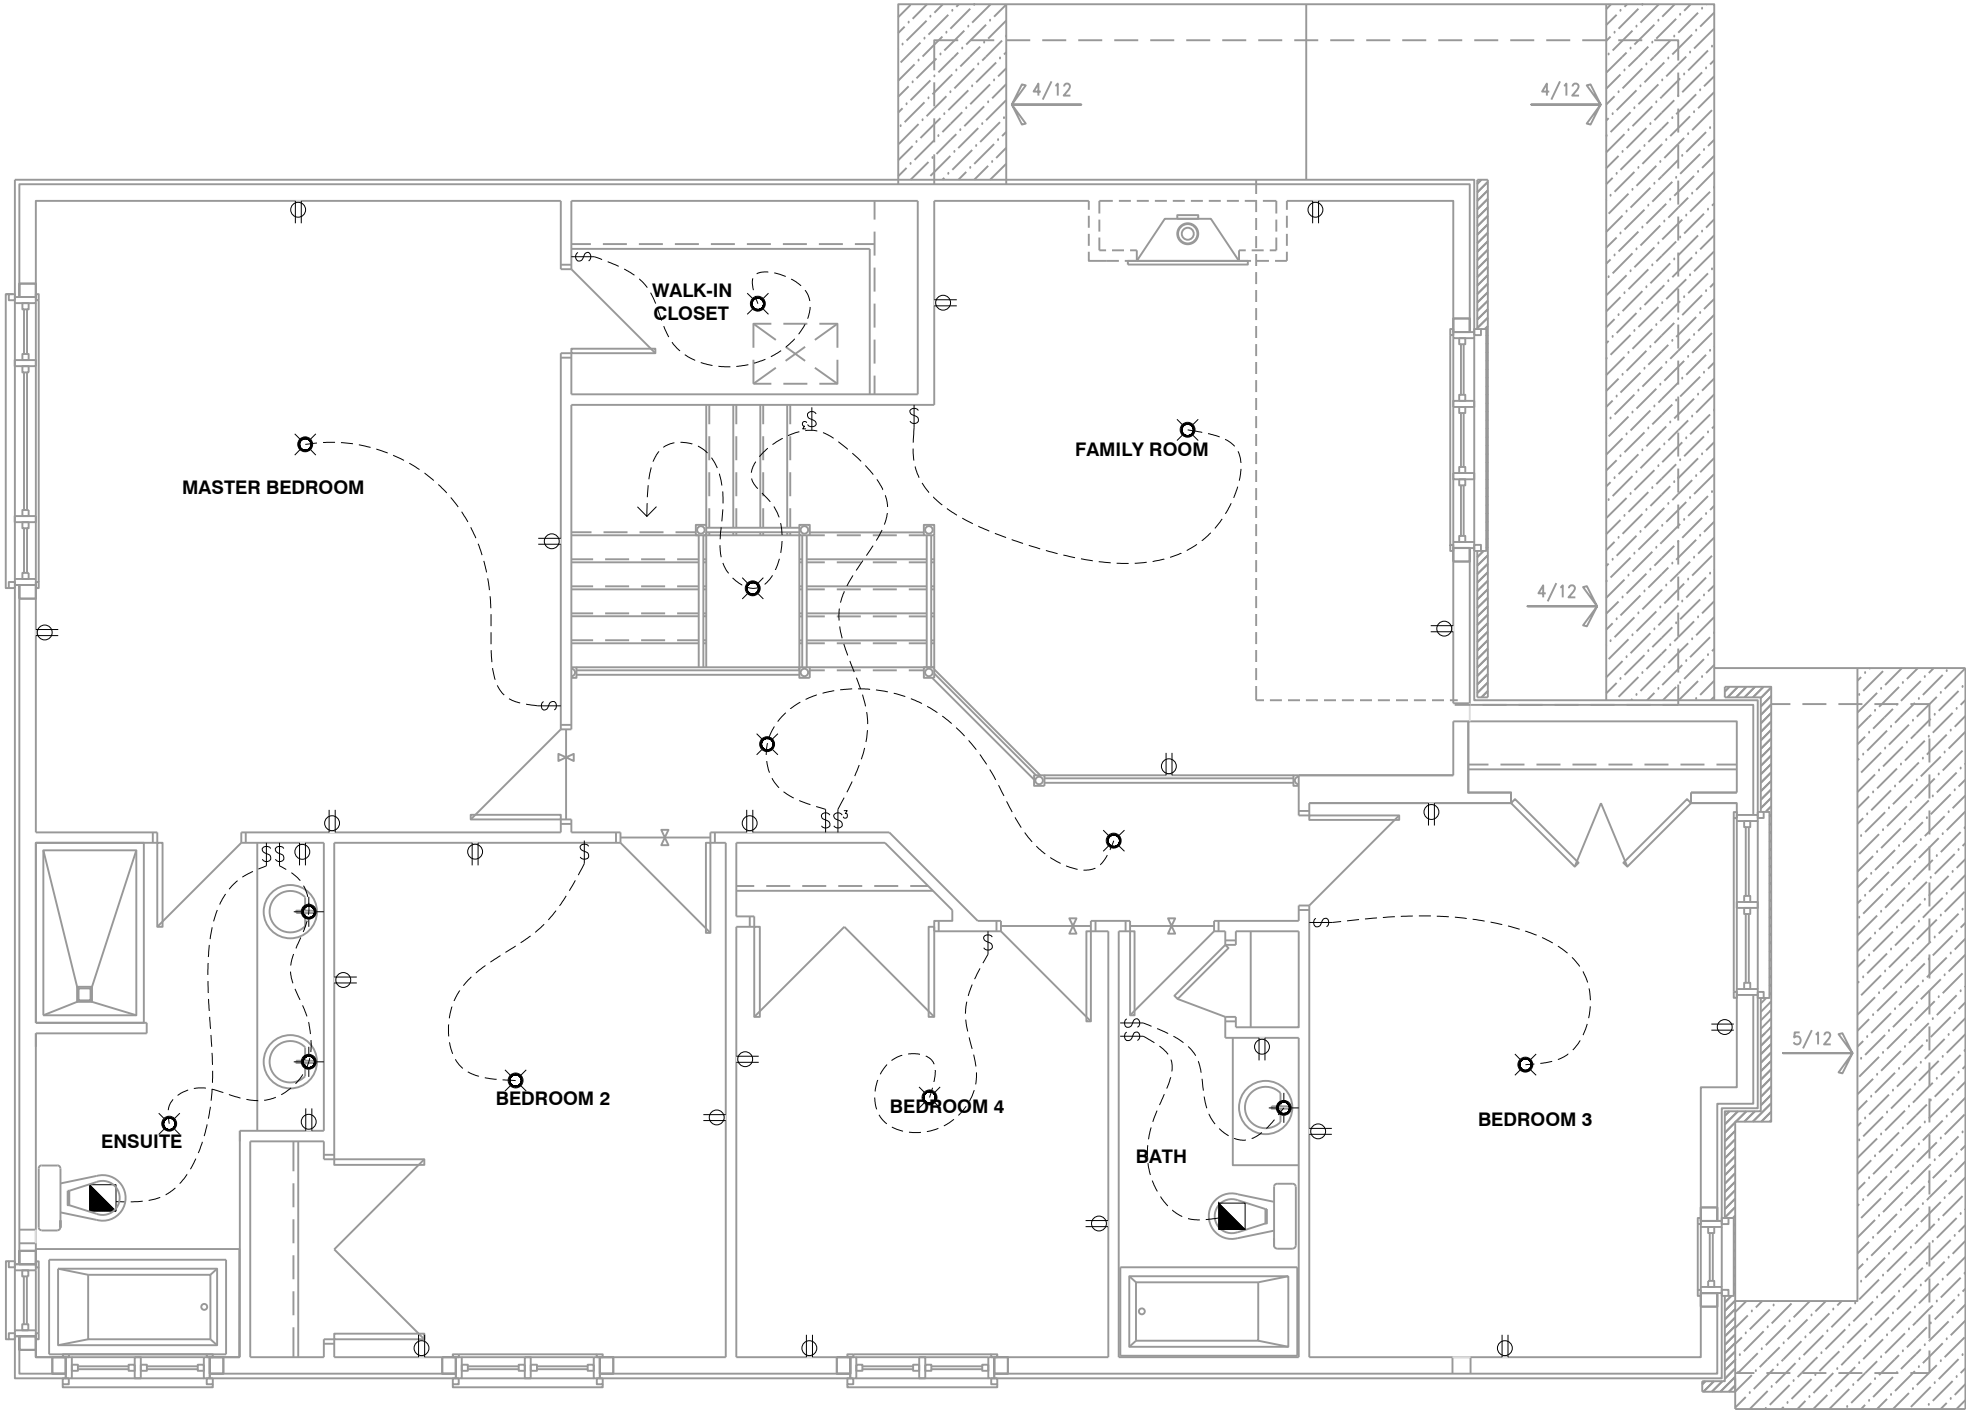 4/12
4/12
WALK-IN
CLOSET
$
$
$
$
FAMILY ROOM
MASTER BEDROOM
4/12
$
$$3
$$
$
$
$
$
$
5/12
BEDROOM 2
BEDROOM 4
BEDROOM 3
ENSUITE
BATH